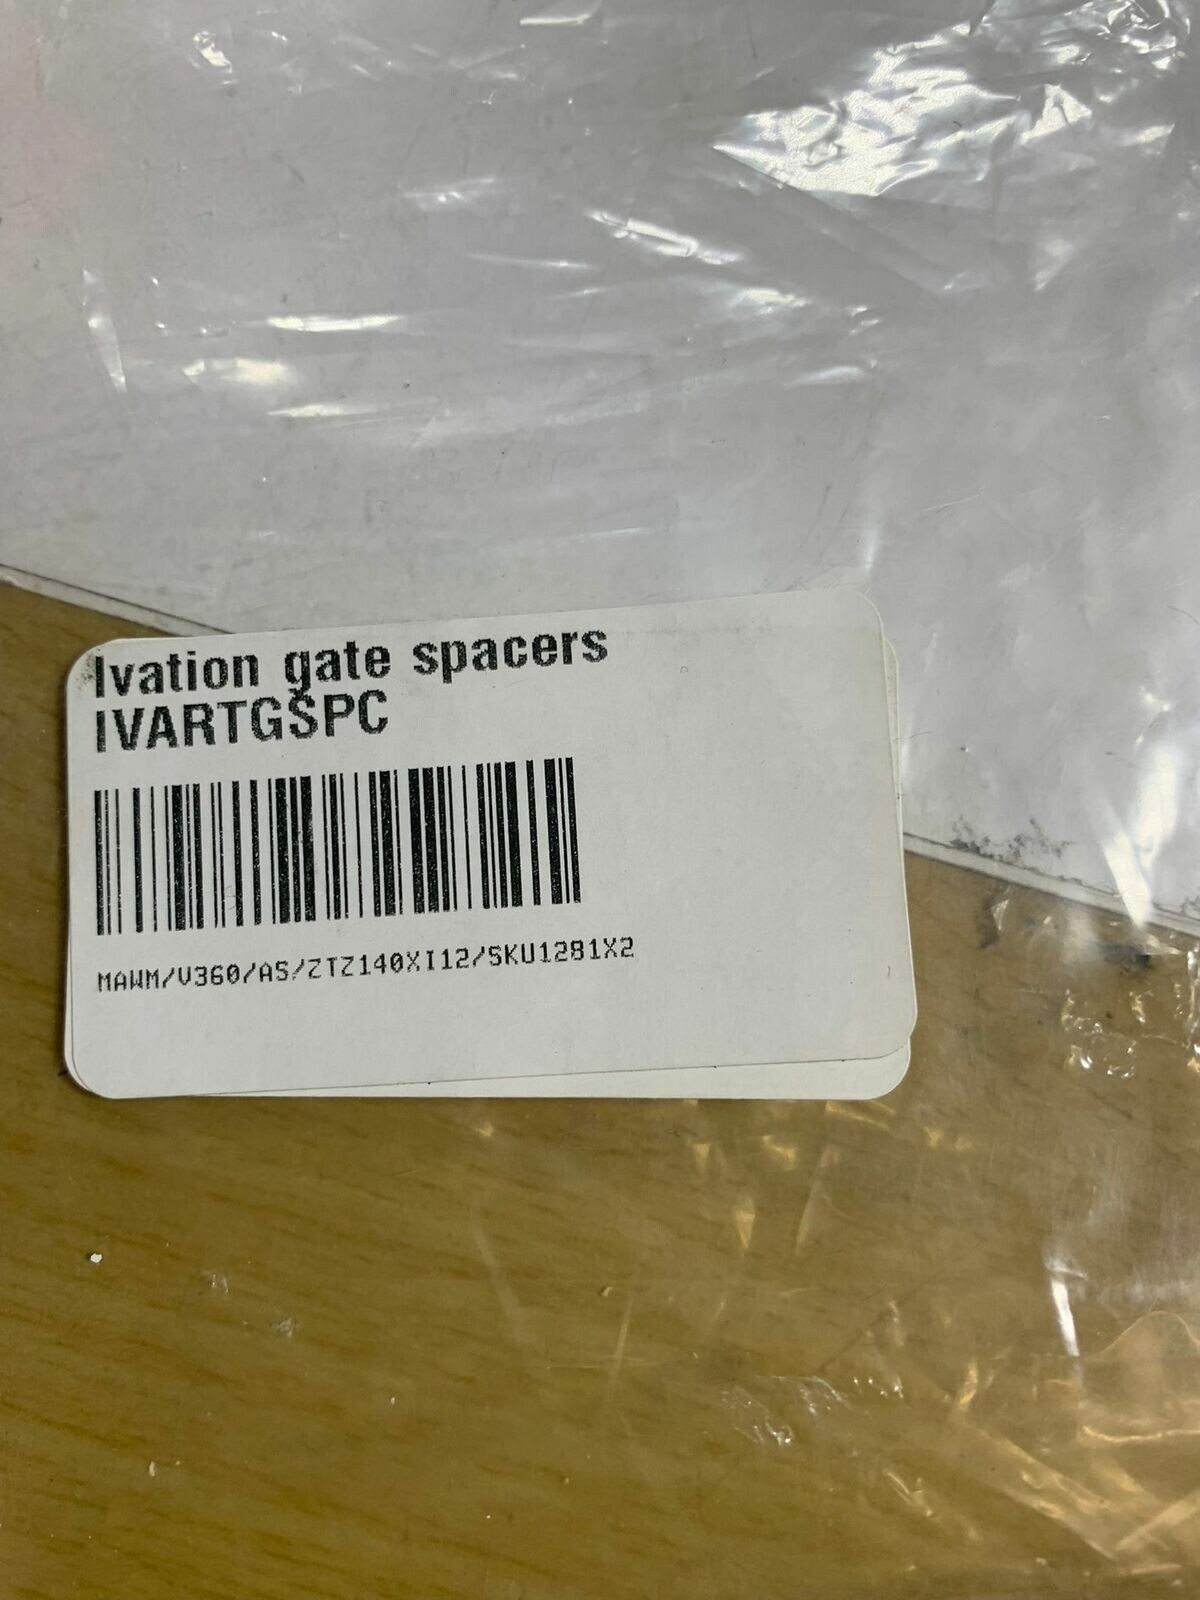 Ivation gate spacers
IVARTGSPC
MAWM/V360/AS/ZTZ140XI12/SKU1281X2